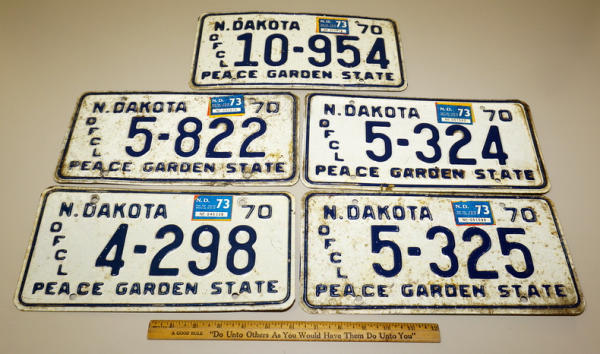 N. DAKOTA 73 70
OFCL 10-954
PEACE GARDEN STATE
N. DAKOTA N.D. 73 70
OFCL 5-822
PEACE GARDEN STATE
N. DAKOTA N.D. 73 70
OFCL 5-324
PEACE GARDEN STATE
N. DAKOTA N.D. 73 70
OFCL 4-298
PEACE GARDEN STATE
N. DAKOTA N.D. 73 70
OFCL 5-325
PEACE GARDEN STATE
A GOOD RULE "Do Unto Others As You Would Have Them Do Unto You"